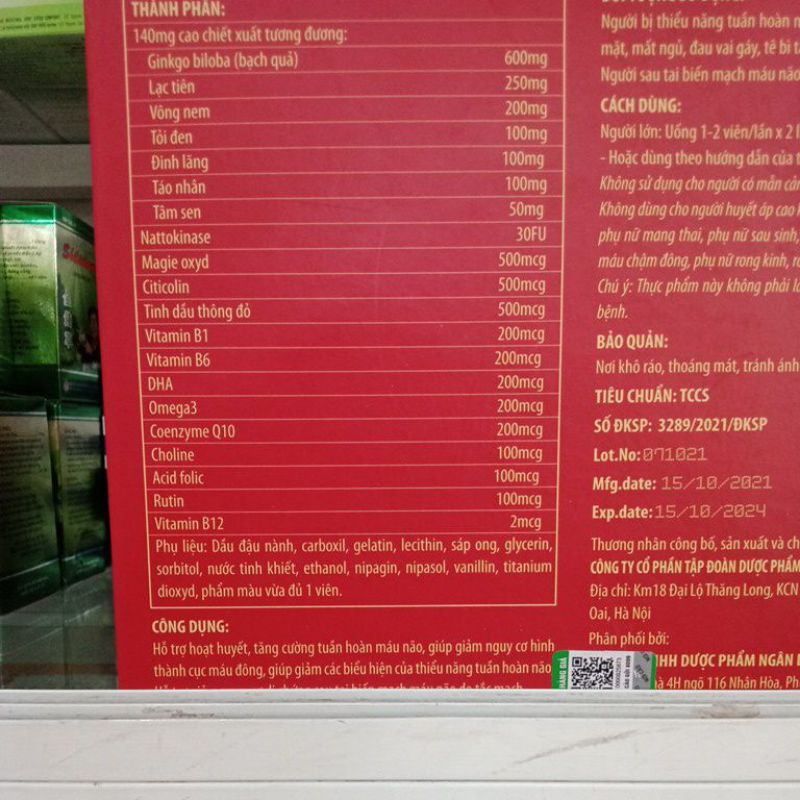 THÀNH PHẦN:
140mg cao chiết xuất tương đương:
Ginkgo biloba (bạch quả) 600mg
Lạc tiên 250mg
Vông nem 200mg
Tỏi đen 100mg
Đinh lăng 100mg
Táo nhân 100mg
Tâm sen 50mg
Nattokinase 30FU
Magie oxyd 500mcg
Citicolin 500mcg
Tinh dầu thông đỏ 500mcg
Vitamin B1 200mcg
Vitamin B6 200mcg
DHA 200mcg
Omega3 200mcg
Coenzyme Q10 200mcg
Choline 100mcg
Acid folic 100mcg
Rutin 100mcg
Vitamin B12 2mcg
Phụ liệu: Dầu đậu nành, carboxil, gelatin, lecithin, sáp ong, glycerin,
sorbitol, nước tinh khiết, ethanol, nipagin, nipasol, vanillin, titanium
dioxyd, phẩm màu vừa đủ 1 viên.
CÔNG DỤNG:
Hỗ trợ hoạt huyết, tăng cường tuần hoàn máu não, giúp giảm nguy cơ hình
thành cục máu đông, giúp giảm các biểu hiện của thiểu năng tuần hoàn não
Người bị thiểu năng tuần hoàn
mặt, mất ngủ, đau vai gáy, tê bì
Người sau tai biến mạch máu não
CÁCH DÙNG:
Người lớn: Uống 1-2 viên/lần x 2
- Hoặc dùng theo hướng dẫn của
Không sử dụng cho người có mẫn
Không dùng cho người huyết áp cao
phụ nữ mang thai, phụ nữ sau sinh,
máu chậm đông, phụ nữ rong kinh,
Chú ý: Thực phẩm này không phải
bệnh.
BẢO QUẢN:
Nơi khô ráo, thoáng mát, tránh ánh
TIÊU CHUẨN: TCCS
SỐ ĐKSP: 3289/2021/ĐKSP
Lot.No: 071021
Mfg.date: 15/10/2021
Exp.date: 15/10/2024
Thương nhân công bố, sản xuất và
CÔNG TY CỔ PHẦN TẬP ĐOÀN DƯỢC PHẨM
Địa chỉ: Km18 Đại Lộ Thăng Long, KCN
Oai, Hà Nội
Phân phối bởi:
DƯỢC PHẨM NGÂN
4H ngõ 116 Nhân Hòa,